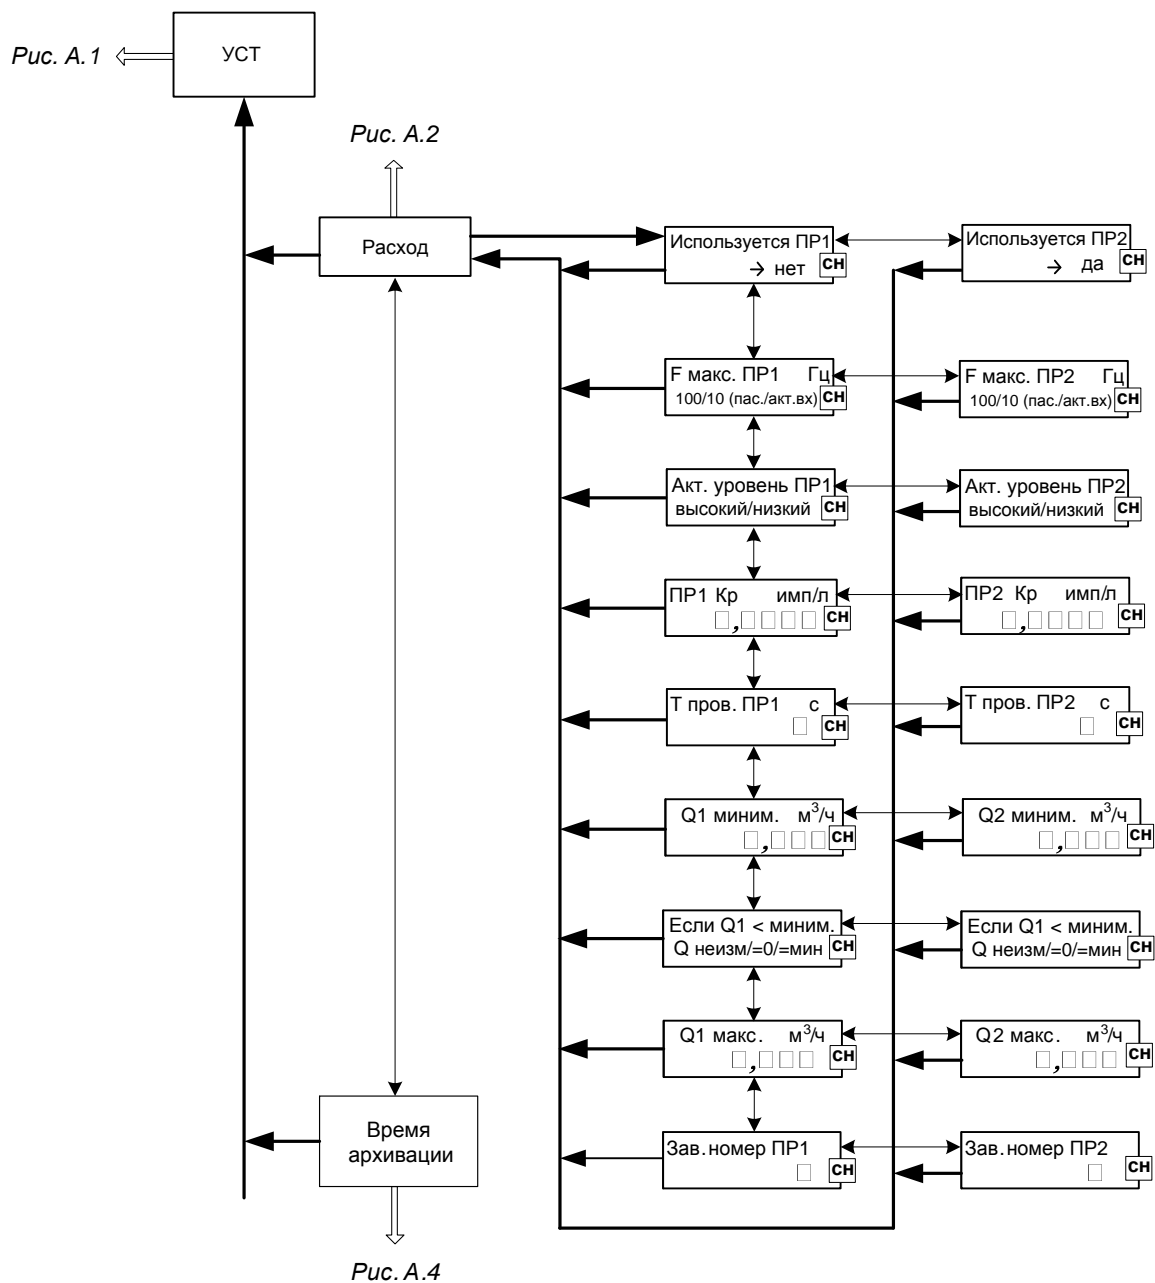 УСТ
Рис. А.1
Рис. А.2
Расход
Используется ПР1
→ нет СН
Используется ПР2
→ да СН
F макс. ПР1 Гц
100/10 (пас./акт.вх) СН
F макс. ПР2 Гц
100/10 (пас./акт.вх) СН
Акт. уровень ПР1
высокий/низкий СН
Акт. уровень ПР2
высокий/низкий СН
ПР1 Кр имп/л
□,□□□□ СН
ПР2 Кр имп/л
□,□□□□ СН
Т пров. ПР1 с
□ СН
Т пров. ПР2 с
□ СН
Q1 миним. м³/ч
□,□□□ СН
Q2 миним. м³/ч
□,□□□ СН
Если Q1 < миним.
Q неизм/=0/=мин СН
Если Q1 < миним.
Q неизм/=0/=мин СН
Q1 макс. м³/ч
□,□□□ СН
Q2 макс. м³/ч
□,□□□ СН
Время
архивации
Зав.номер ПР1
□ СН
Зав.номер ПР2
□ СН
Рис. А.4